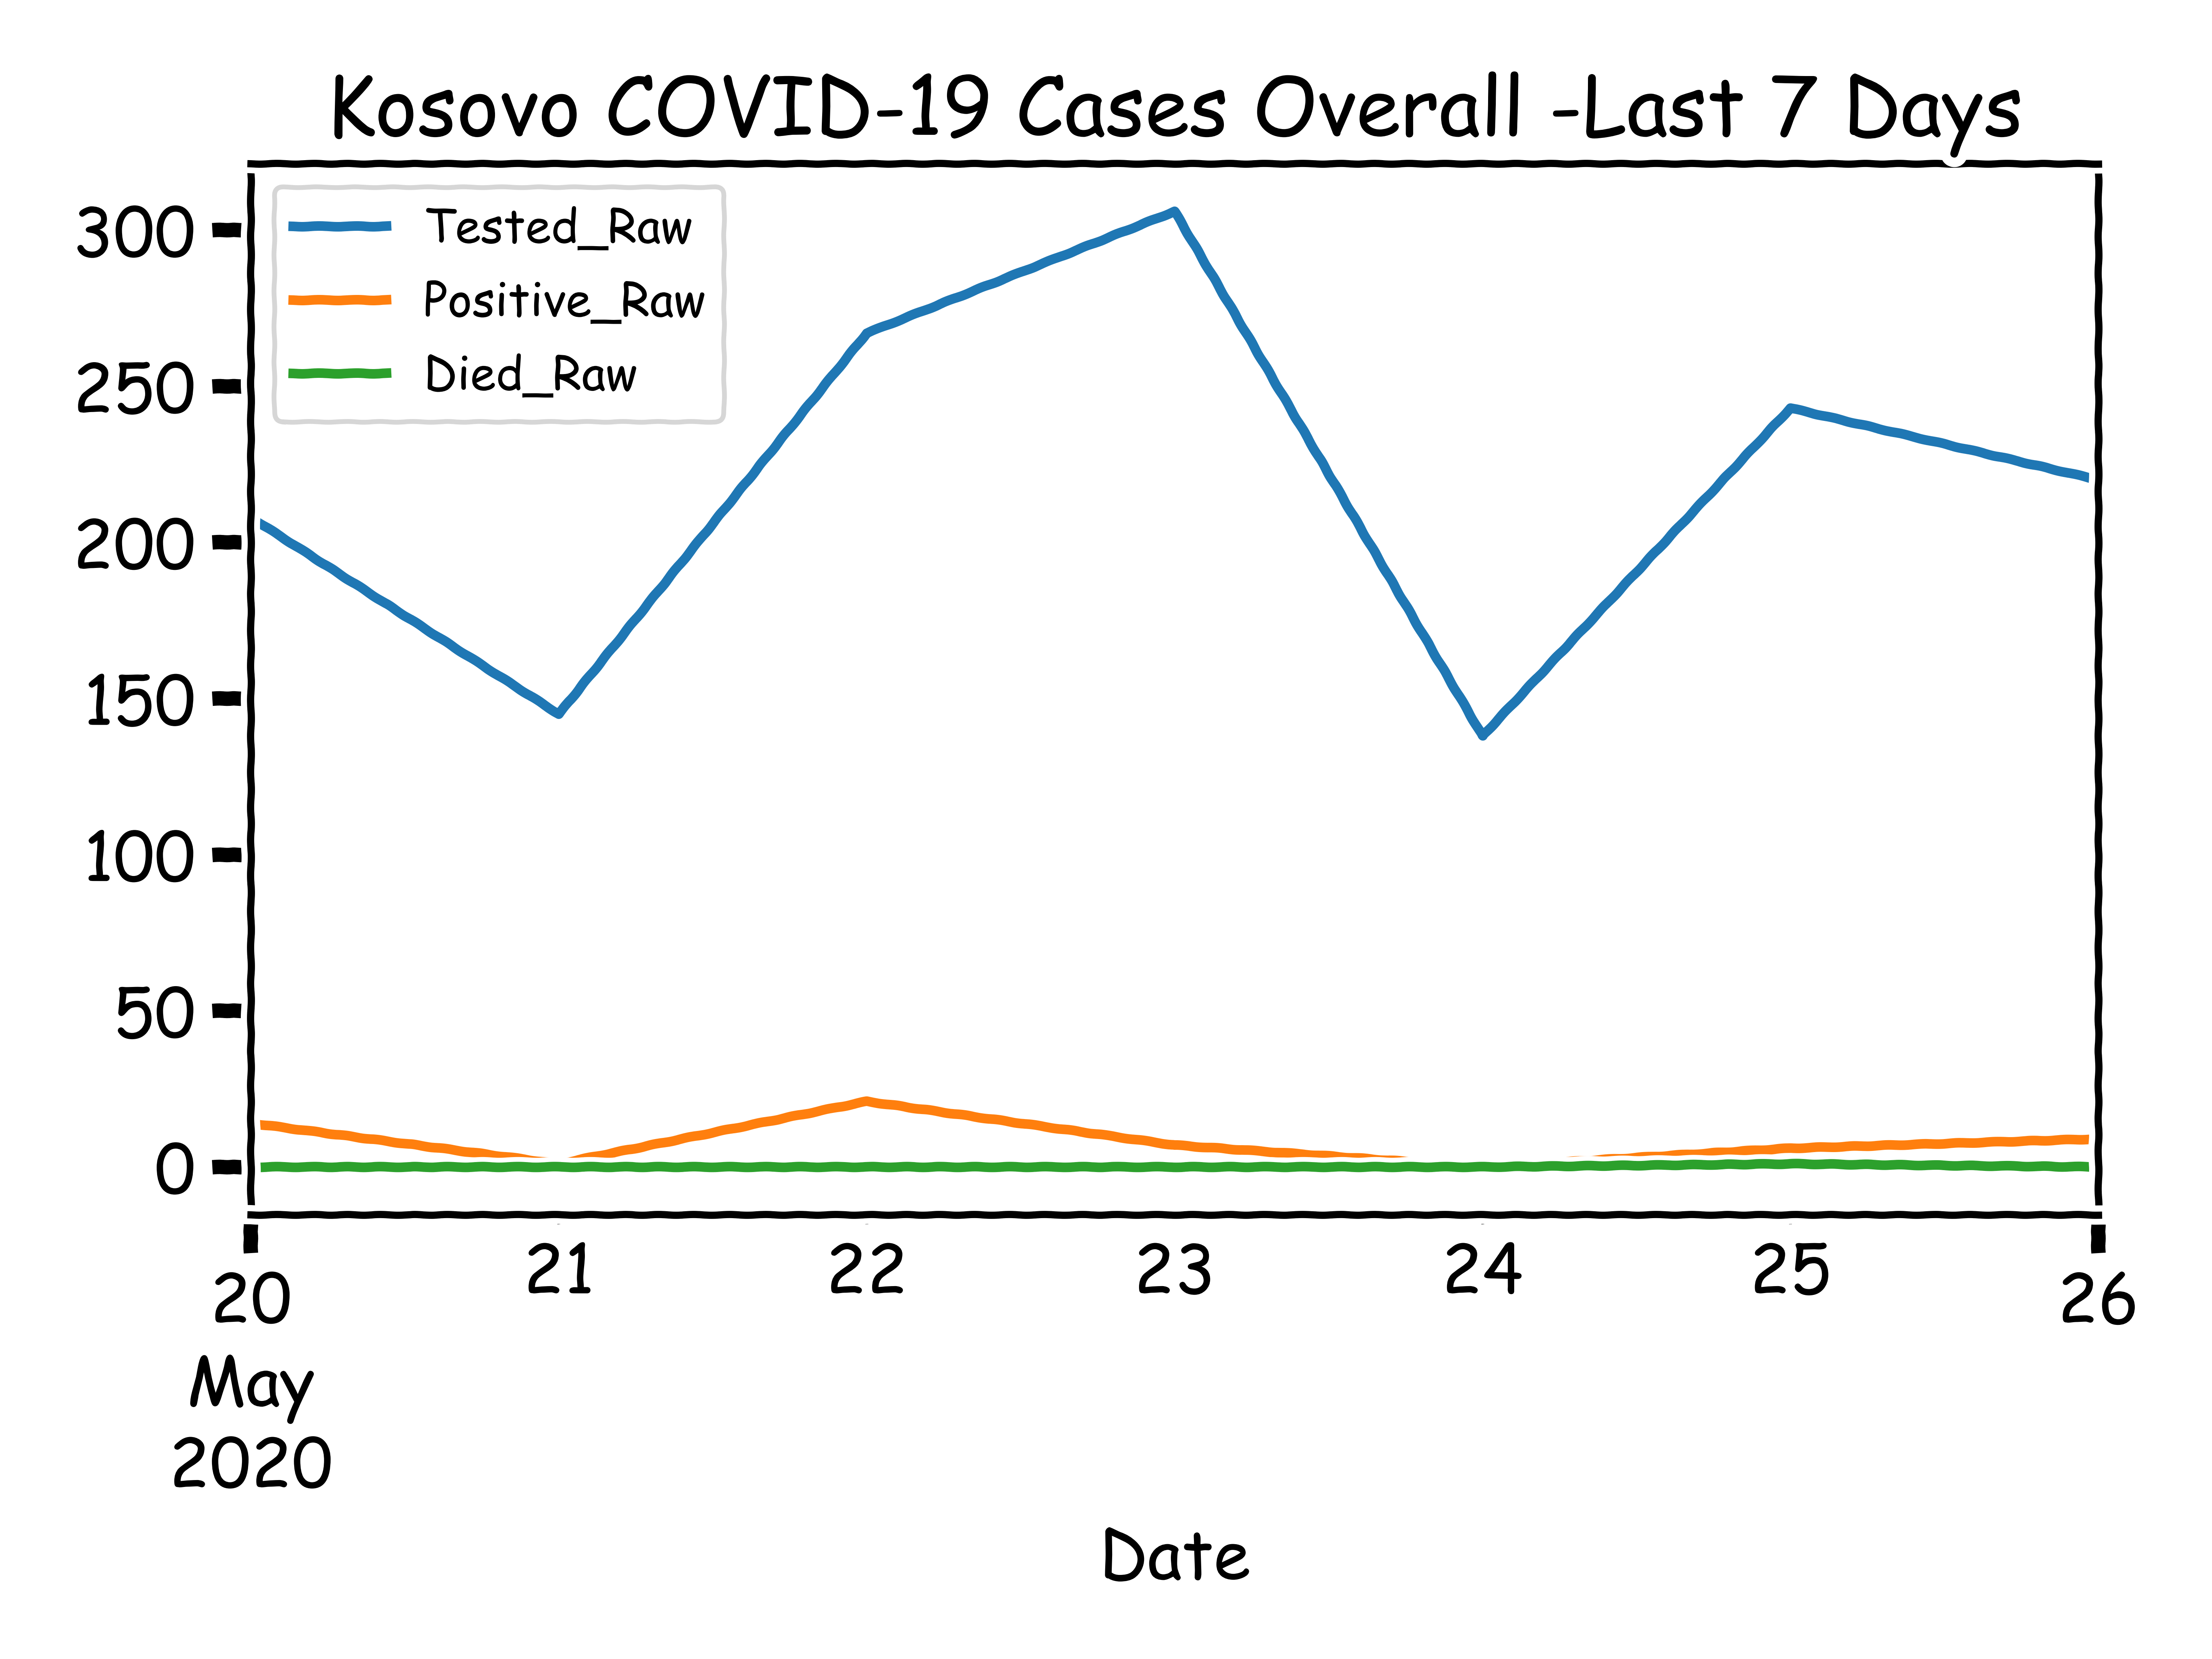 Kosovo COVID-19 Cases Overall -Last 7 Days
Tested_Raw
Positive_Raw
Died_Raw
300
250
200
150
100
50
0
20 21 22 23 24 25 26
May
2020
Date